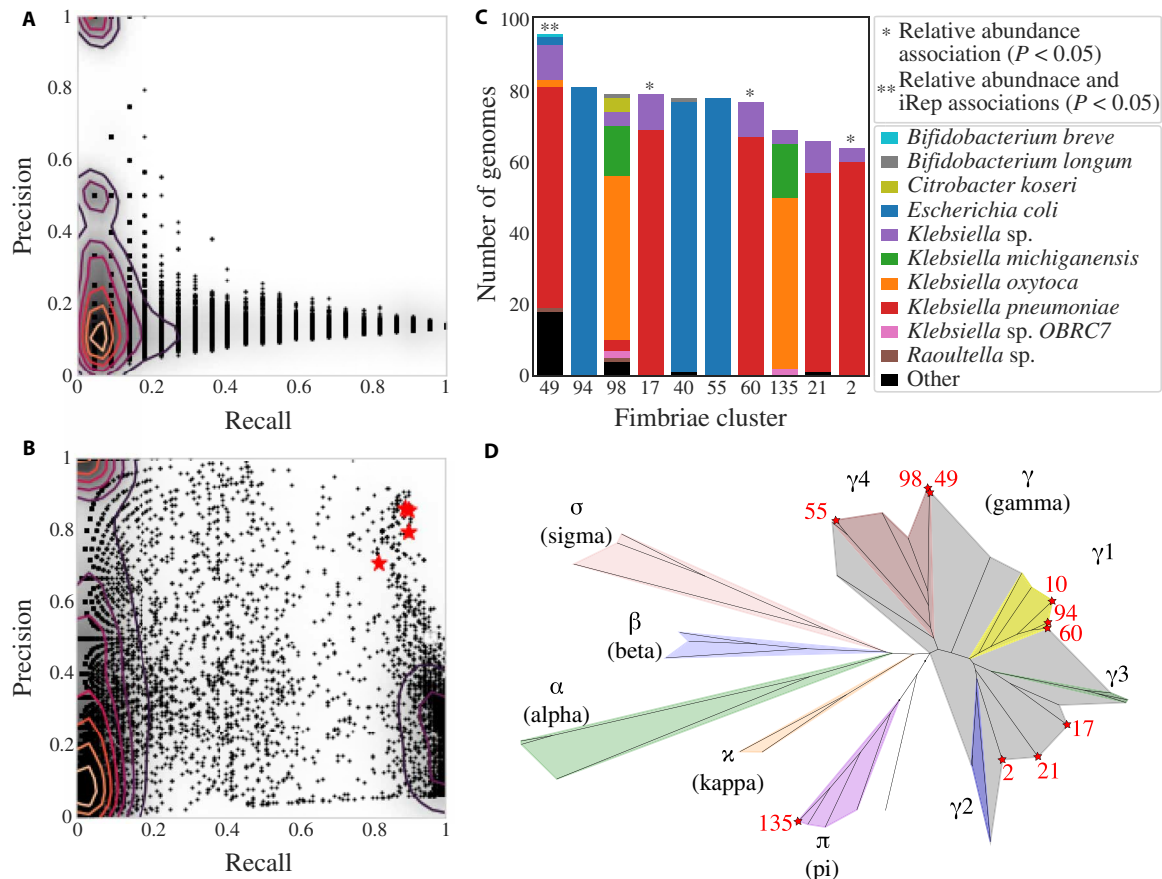 A
1
0.8
0.6
0.4
0.2
0
Precision
0
0.2
0.4
0.6
0.8
1
Recall
B
1
0.8
0.6
0.4
0.2
0
Precision
0
0.2
0.4
0.6
0.8
1
Recall
C
100
80
60
40
20
0
Number of genomes
**
*
*
*
49 94 98 17 40 55 60 135 21 2
Fimbriae cluster
* Relative abundance
association (P < 0.05)
** Relative abundnace and
iRep associations (P < 0.05)
Bifidobacterium breve
Bifidobacterium longum
Citrobacter koseri
Escherichia coli
Klebsiella sp.
Klebsiella michiganensis
Klebsiella oxytoca
Klebsiella pneumoniae
Klebsiella sp. OBRC7
Raoultella sp.
Other
D
σ
(sigma)
β
(beta)
α
(alpha)
ϰ
(kappa)
π
(pi)
135
γ4
55
98 49
γ
(gamma)
γ1
10
94
60
γ3
17
21
2
γ2